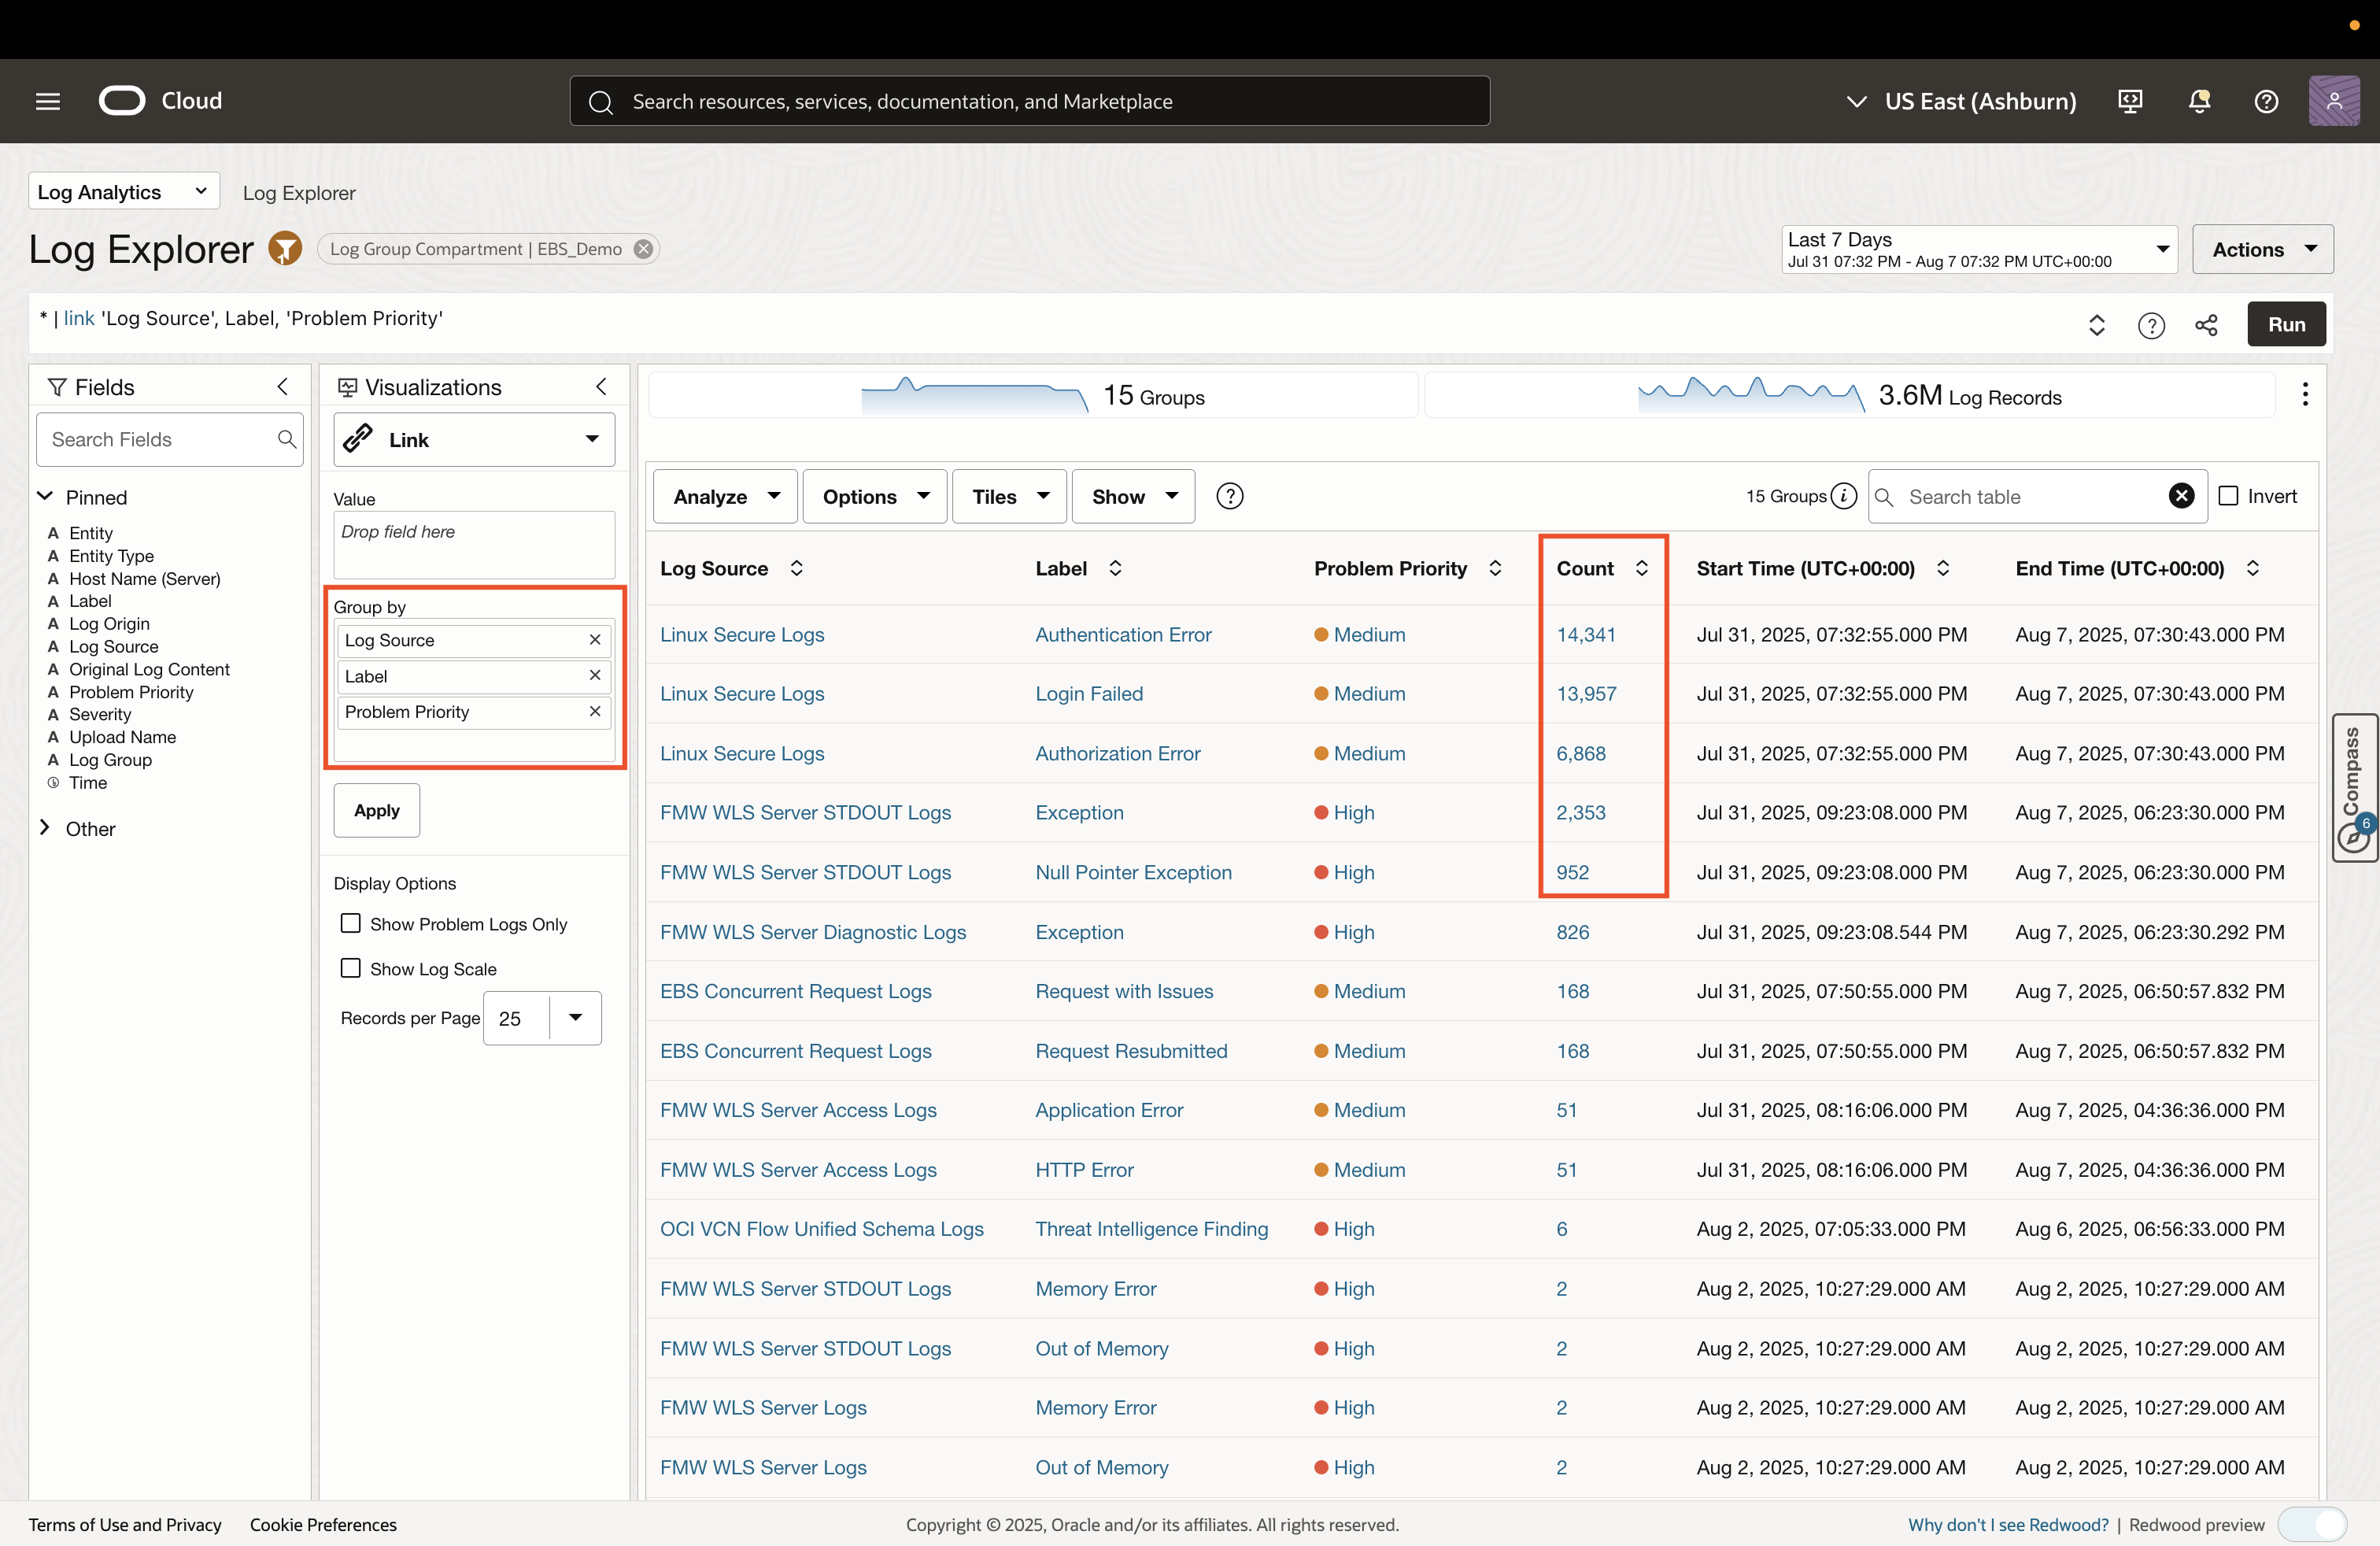 Cloud
Search resources, services, documentation, and Marketplace
US East (Ashburn)
Log Analytics
Log Explorer
Log Explorer
Log Group Compartment | EBS_Demo
Last 7 Days
Jul 31 07:32 PM - Aug 7 07:32 PM UTC+00:00
Actions
* | link 'Log Source', Label, 'Problem Priority'
Run
Fields
Search Fields
Pinned
A Entity
A Entity Type
A Host Name (Server)
A Label
A Log Origin
A Log Source
A Original Log Content
A Problem Priority
A Severity
A Upload Name
A Log Group
Time
Other
Visualizations
Link
Value
Drop field here
Group by
Log Source
Label
Problem Priority
Apply
Display Options
Show Problem Logs Only
Show Log Scale
Records per Page 25
15 Groups
3.6M Log Records
Analyze Options Tiles Show
15 Groups
Search table
Invert
Log Source Label Problem Priority Count Start Time (UTC+00:00) End Time (UTC+00:00)
Linux Secure Logs Authentication Error Medium 14,341 Jul 31, 2025, 07:32:55.000 PM Aug 7, 2025, 07:30:43.000 PM
Linux Secure Logs Login Failed Medium 13,957 Jul 31, 2025, 07:32:55.000 PM Aug 7, 2025, 07:30:43.000 PM
Linux Secure Logs Authorization Error Medium 6,868 Jul 31, 2025, 07:32:55.000 PM Aug 7, 2025, 07:30:43.000 PM
FMW WLS Server STDOUT Logs Exception High 2,353 Jul 31, 2025, 09:23:08.000 PM Aug 7, 2025, 06:23:30.000 PM
FMW WLS Server STDOUT Logs Null Pointer Exception High 952 Jul 31, 2025, 09:23:08.000 PM Aug 7, 2025, 06:23:30.000 PM
FMW WLS Server Diagnostic Logs Exception High 826 Jul 31, 2025, 09:23:08.544 PM Aug 7, 2025, 06:23:30.292 PM
EBS Concurrent Request Logs Request with Issues Medium 168 Jul 31, 2025, 07:50:55.000 PM Aug 7, 2025, 06:50:57.832 PM
EBS Concurrent Request Logs Request Resubmitted Medium 168 Jul 31, 2025, 07:50:55.000 PM Aug 7, 2025, 06:50:57.832 PM
FMW WLS Server Access Logs Application Error Medium 51 Jul 31, 2025, 08:16:06.000 PM Aug 7, 2025, 04:36:36.000 PM
FMW WLS Server Access Logs HTTP Error Medium 51 Jul 31, 2025, 08:16:06.000 PM Aug 7, 2025, 04:36:36.000 PM
OCI VCN Flow Unified Schema Logs Threat Intelligence Finding High 6 Aug 2, 2025, 07:05:33.000 PM Aug 6, 2025, 06:56:33.000 PM
FMW WLS Server STDOUT Logs Memory Error High 2 Aug 2, 2025, 10:27:29.000 AM Aug 2, 2025, 10:27:29.000 AM
FMW WLS Server STDOUT Logs Out of Memory High 2 Aug 2, 2025, 10:27:29.000 AM Aug 2, 2025, 10:27:29.000 AM
FMW WLS Server Logs Memory Error High 2 Aug 2, 2025, 10:27:29.000 AM Aug 2, 2025, 10:27:29.000 AM
FMW WLS Server Logs Out of Memory High 2 Aug 2, 2025, 10:27:29.000 AM Aug 2, 2025, 10:27:29.000 AM
Compass
6
Terms of Use and Privacy Cookie Preferences
Copyright © 2025, Oracle and/or its affiliates. All rights reserved.
Why don't I see Redwood? | Redwood preview